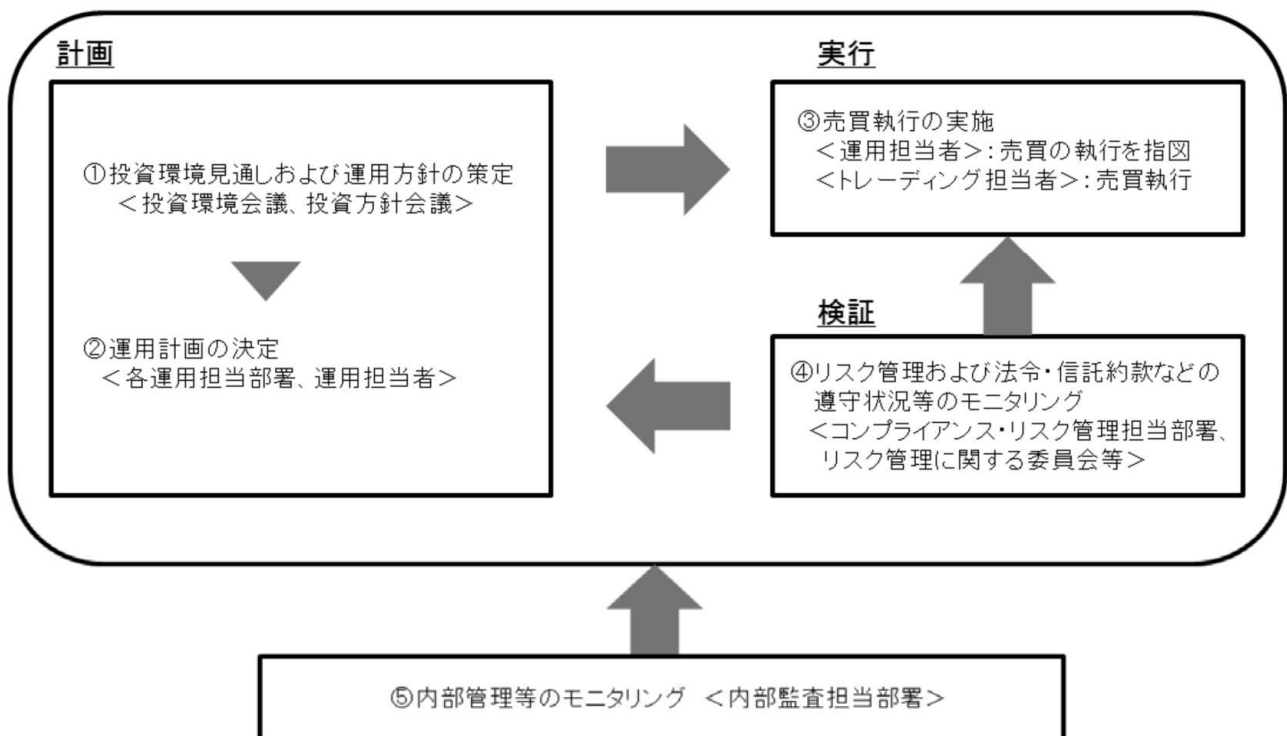 計画
①投資環境見通しおよび運用方針の策定
＜投資環境会議、投資方針会議＞
②運用計画の決定
＜各運用担当部署、運用担当者＞
実行
③売買執行の実施
＜運用担当者＞：売買の執行を指図
＜トレーディング担当者＞：売買執行
検証
④リスク管理および法令・信託約款などの
遵守状況等のモニタリング
＜コンプライアンス・リスク管理担当部署、
リスク管理に関する委員会等＞
⑤内部管理等のモニタリング ＜内部監査担当部署＞